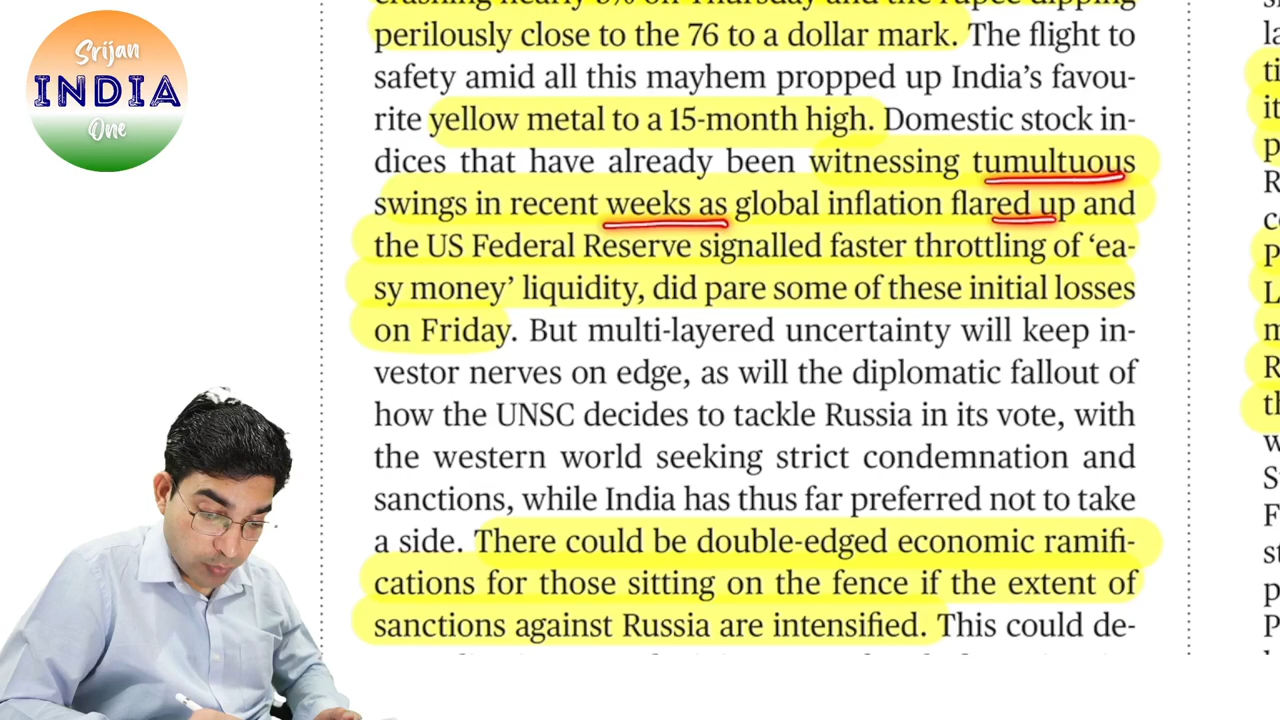 Srijan
INDIA
One
perilously close to the 76 to a dollar mark. The flight to
safety amid all this mayhem propped up India’s favou-
rite yellow metal to a 15-month high. Domestic stock in-
dices that have already been witnessing tumultuous
swings in recent weeks as global inflation flared up and
the US Federal Reserve signalled faster throttling of ‘ea-
sy money’ liquidity, did pare some of these initial losses
on Friday. But multi-layered uncertainty will keep in-
vestor nerves on edge, as will the diplomatic fallout of
how the UNSC decides to tackle Russia in its vote, with
the western world seeking strict condemnation and
sanctions, while India has thus far preferred not to take
a side. There could be double-edged economic ramifi-
cations for those sitting on the fence if the extent of
sanctions against Russia are intensified. This could de-